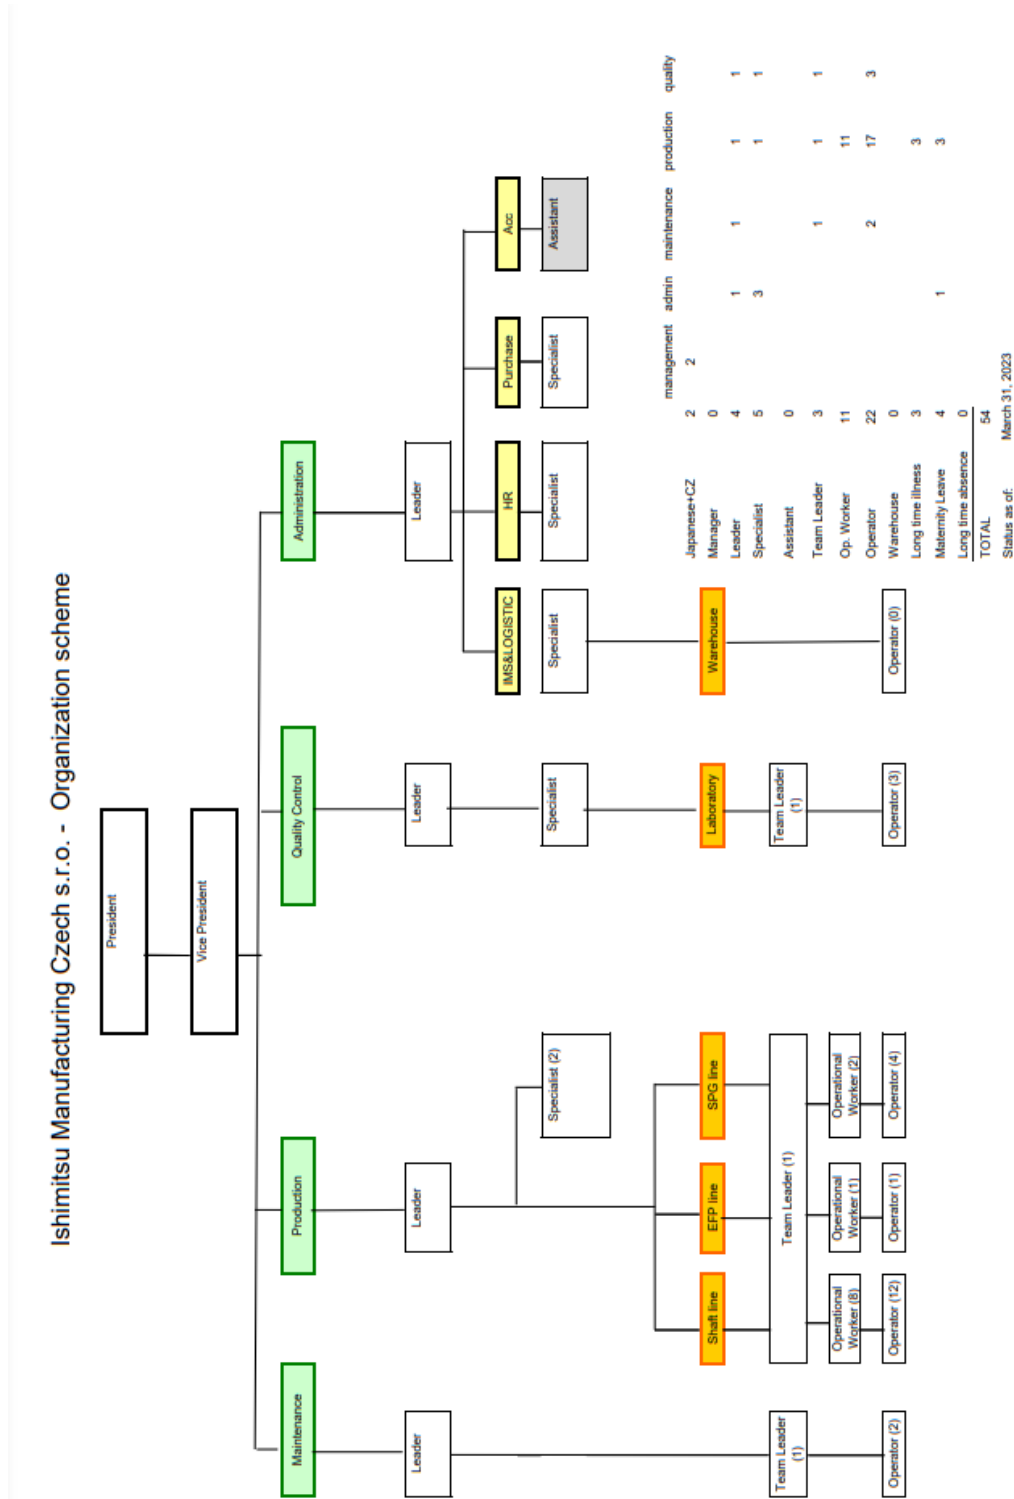 Ishimitsu Manufacturing Czech s.r.o. - Organization scheme
President
Vice President
Maintenance
Production
Quality Control
Administration
Leader
Leader
Leader
Leader
IMS&LOGISTIC
HR
Purchase
Acc
Specialist (2)
Specialist
Specialist
Specialist
Specialist
Assistant
Shaft line
EFP line
SPG line
Laboratory
Warehouse
Team Leader
(1)
Team Leader (1)
Team Leader
(1)
Operational
Worker (8)
Operational
Worker (1)
Operational
Worker (2)
Operator (2)
Operator (12)
Operator (1)
Operator (4)
Operator (3)
Operator (0)
management admin maintenance production quality
Japanese+CZ 2 2
Manager 0
Leader 4 1 1 1 1
Specialist 5 3 1 1
Assistant 0
Team Leader 3 1 1 1
Op. Worker 11 11
Operator 22 2 17 3
Warehouse 0
Long time illness 3 3
Maternity Leave 4 1 3
Long time absence 0
TOTAL 54
Status as of: March 31, 2023